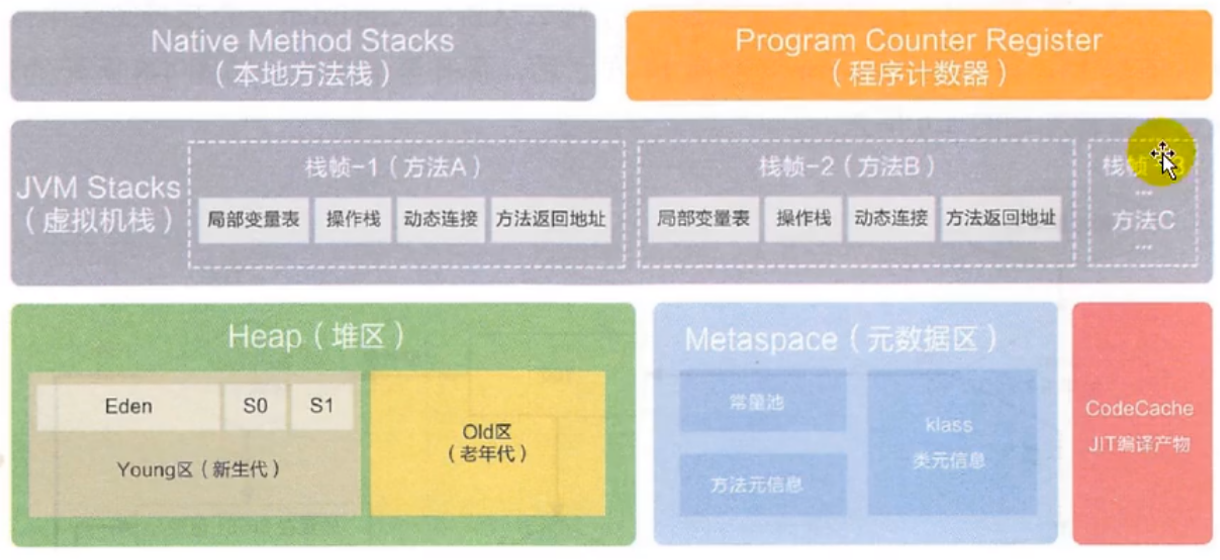 Native Method Stacks
（本地方法栈）
Program Counter Register
（程序计数器）
JVM Stacks
（虚拟机栈）
栈帧-1（方法A）
局部变量表
操作栈
动态连接
方法返回地址
栈帧-2（方法B）
局部变量表
操作栈
动态连接
方法返回地址
栈 3
...
方法C
...
Heap（堆区）
Eden
S0
S1
Young区（新生代）
Old区
（老年代）
Metaspace（元数据区）
常量池
方法元信息
klass
类元信息
CodeCache
JIT编译产物